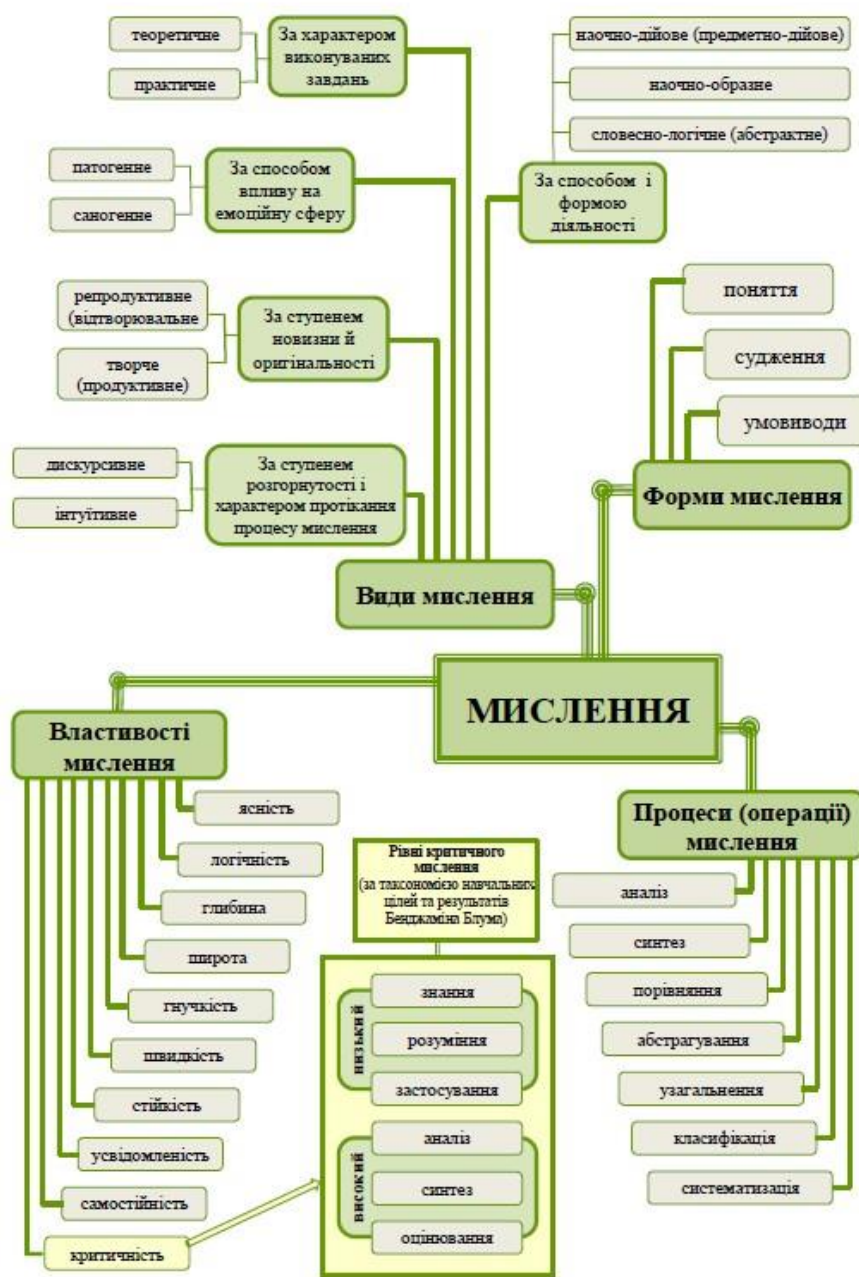 теоретичне
практичне
За характером
виконуваних
завдань
наочно-дійове (предметно-дійове)
наочно-образне
словесно-логічне (абстрактне)
За способом і
формою
діяльності
патогенне
саногенне
За способом
впливу на
емоційну сферу
репродуктивне
(відтворювальне
творче
(продуктивне)
За ступенем
новизни й
оригінальності
дискурсивне
інтуїтивне
За ступенем
розгорнутості і
характером протікання
процесу мислення
поняття
судження
умовиводи
Форми мислення
Види мислення
МИСЛЕННЯ
Властивості
мислення
ясність
логічність
глибина
широта
гнучкість
швидкість
стійкість
усвідомленість
самостійність
критичність
Рівні критичного
мислення
(за таксономією навчальних
цілей та результатів
Бенджаміна Блума)
низький
знання
розуміння
застосування
високий
аналіз
синтез
оцінювання
Процеси (операції)
мислення
аналіз
синтез
порівняння
абстрагування
узагальнення
класифікація
систематизація